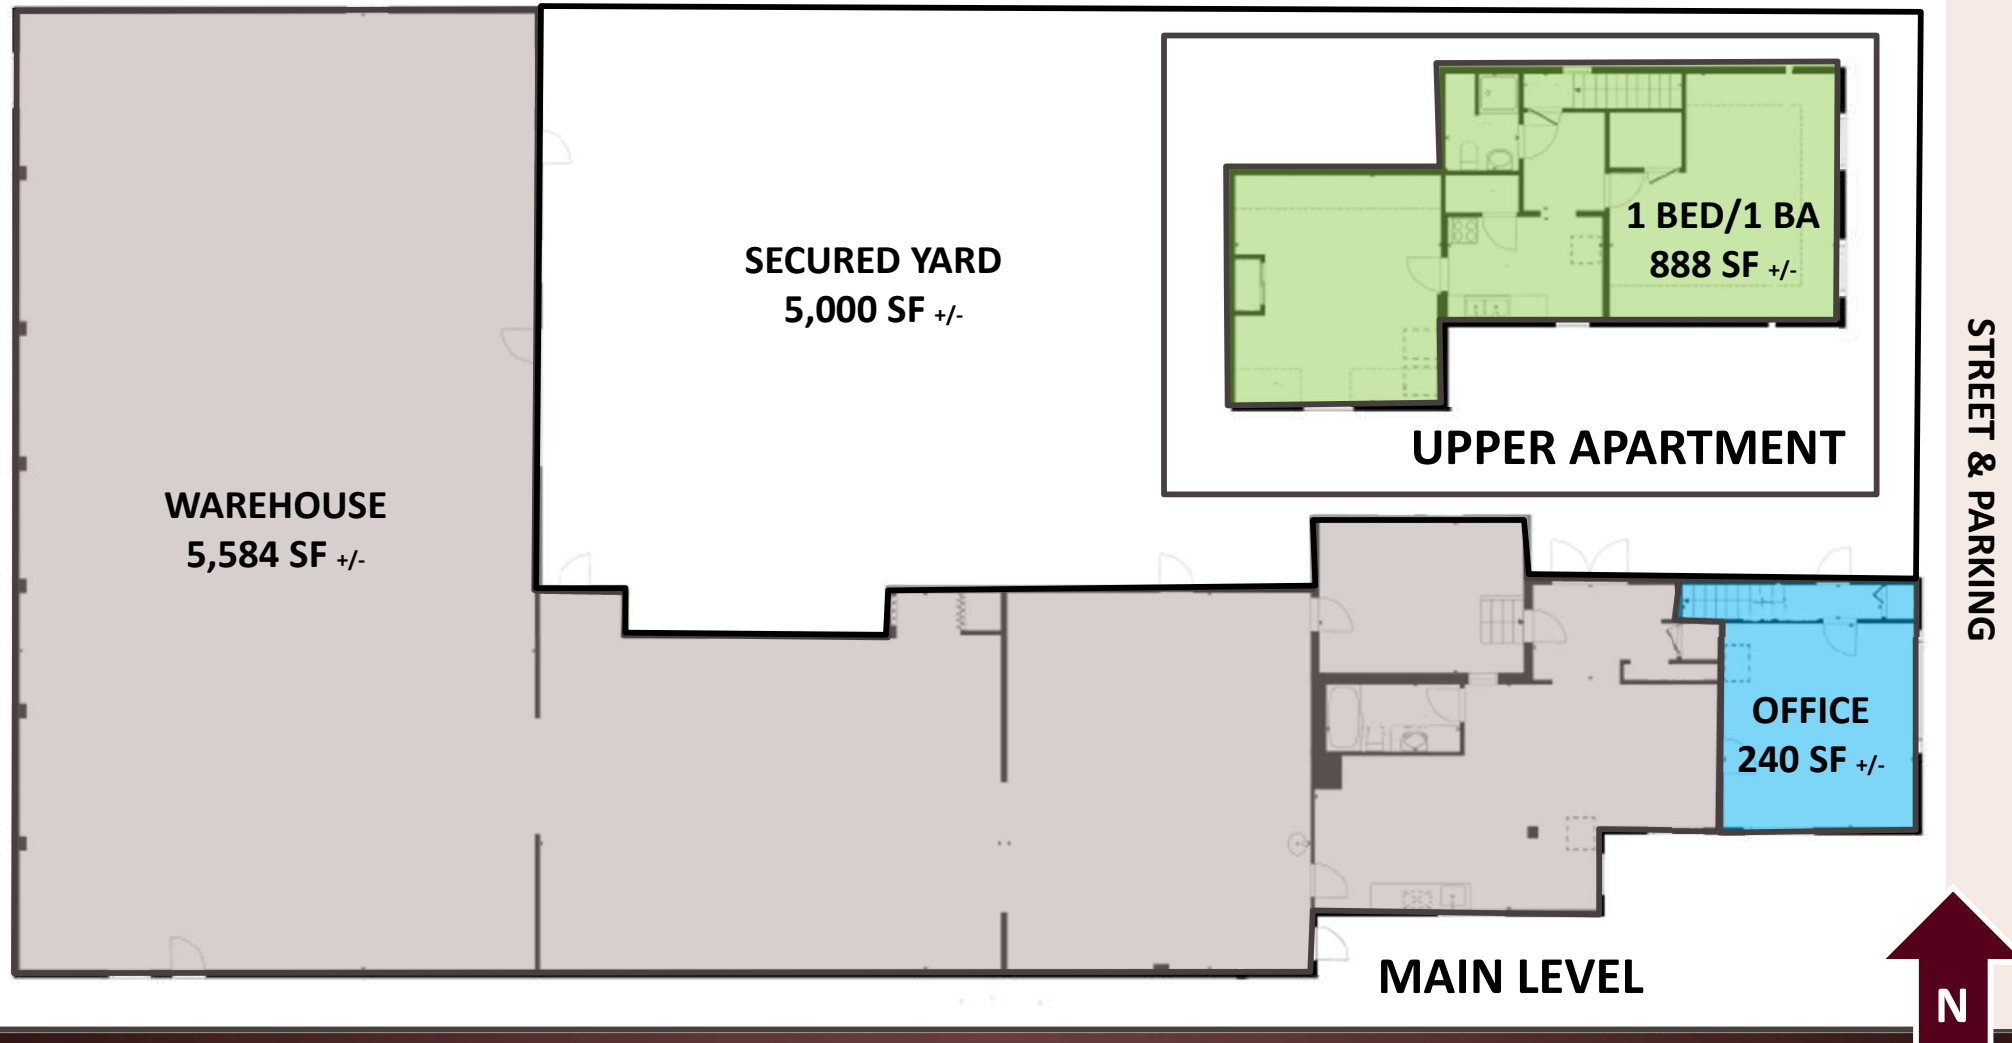 SECURED YARD
5,000 SF +/-
1 BED/1 BA
888 SF +/-
UPPER APARTMENT
WAREHOUSE
5,584 SF +/-
OFFICE
240 SF +/-
MAIN LEVEL
STREET & PARKING
N